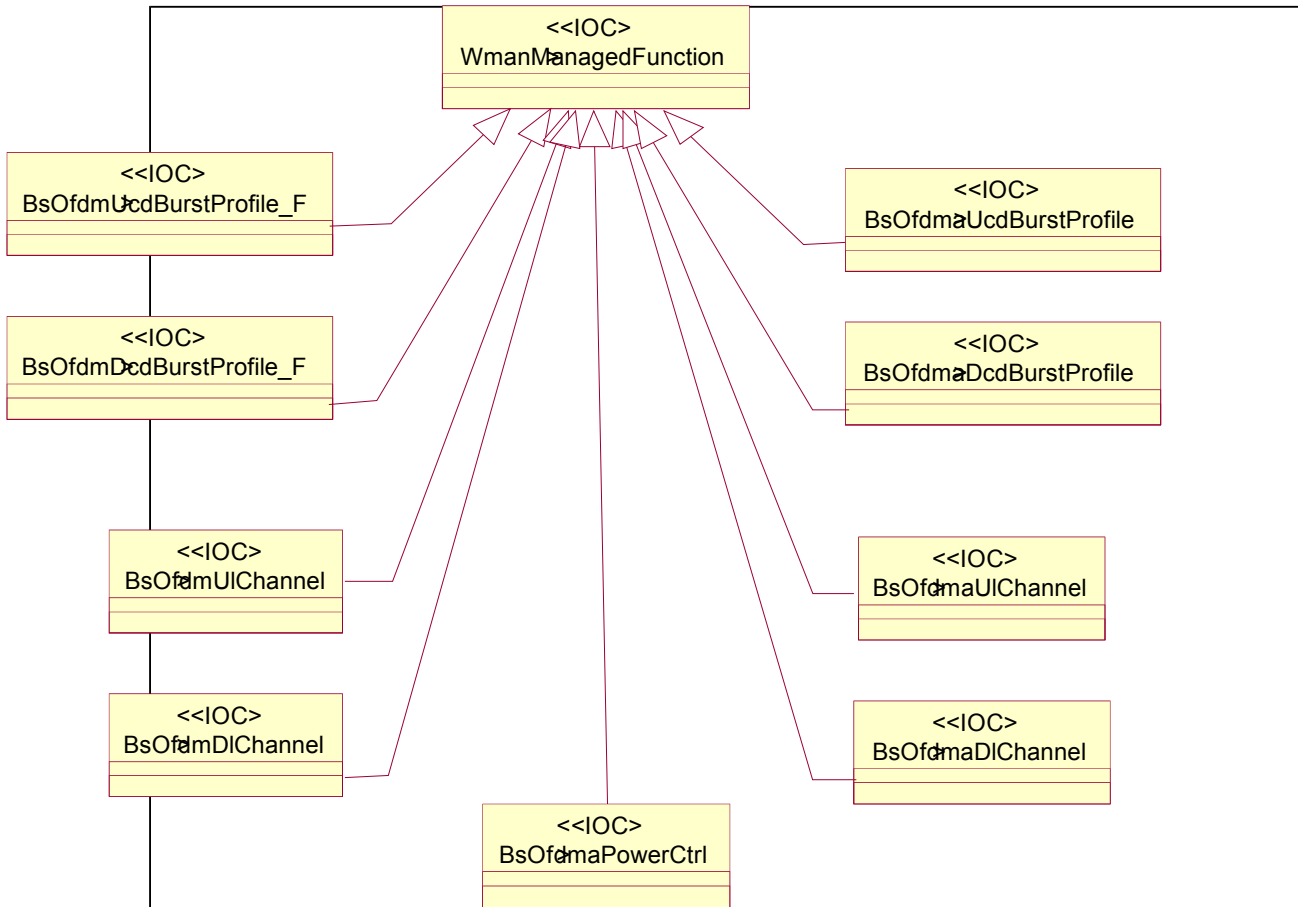 <<IOC>
WmanManagedFunction
>
<<IOC>
BsOfdmUcdBurstProfile_F
>
<<IOC>
BsOfdmaUcdBurstProfile
>
<<IOC>
BsOfdmDcdBurstProfile_F
>
<<IOC>
BsOfdmaDcdBurstProfile
>
<<IOC>
BsOfdmUlChannel
>
<<IOC>
BsOfdmaUlChannel
>
<<IOC>
BsOfdmDlChannel
>
<<IOC>
BsOfdmaDlChannel
>
<<IOC>
BsOfdmaPowerCtrl
>